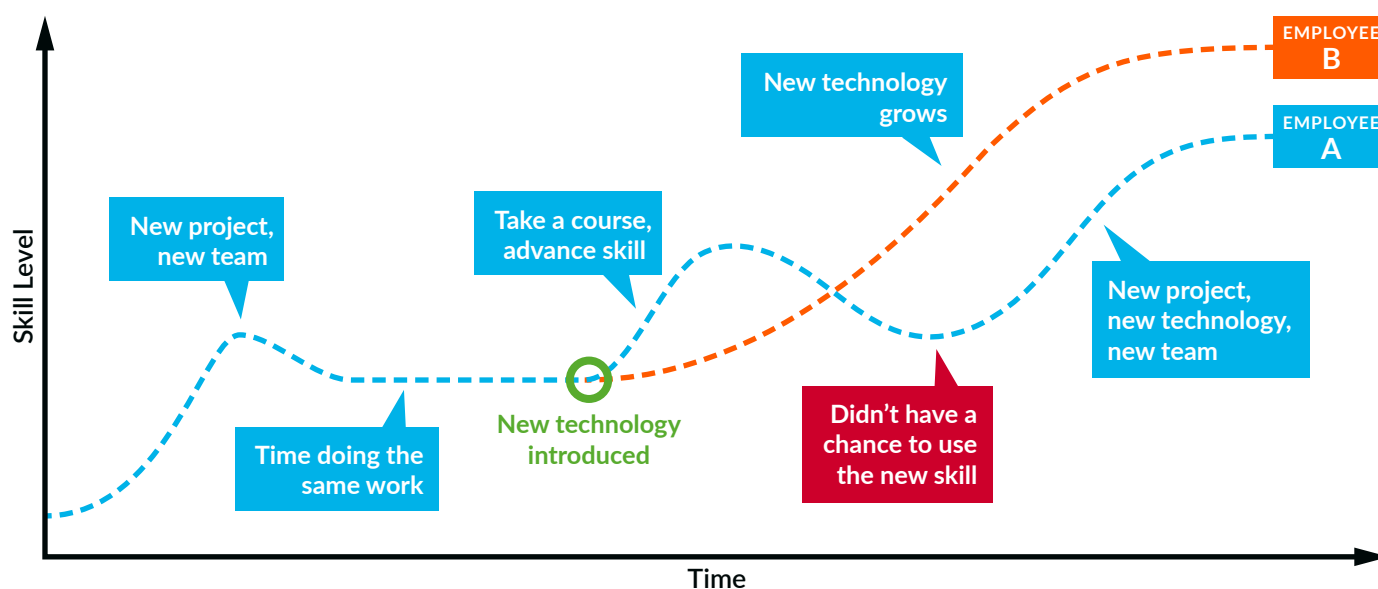 EMPLOYEE
B
New technology
grows
EMPLOYEE
A
New project,
new team
Take a course,
advance skill
Skill Level
New project,
new technology,
new team
New technology
introduced
Didn’t have a
chance to use
the new skill
Time doing the
same work
Time